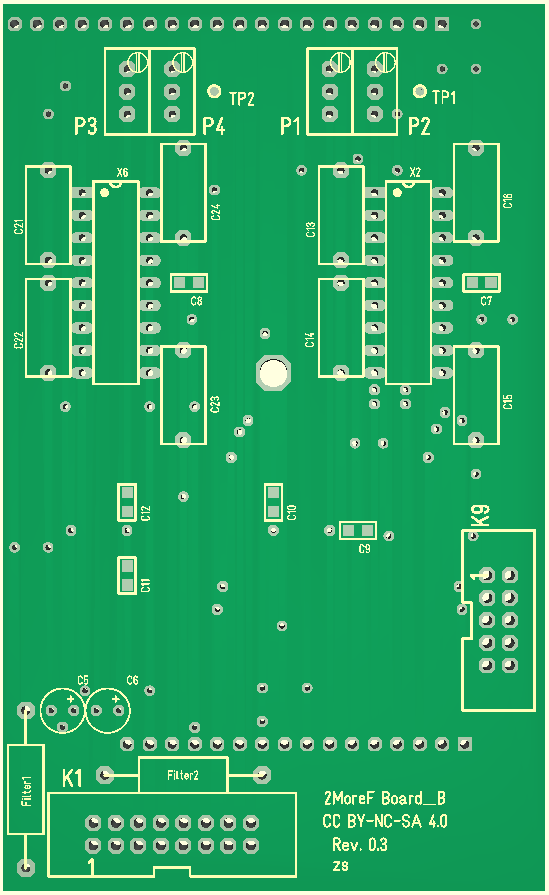 TP2
TP1
P3
P4
P1
P2
X6
X2
C21
C24
C13
C16
C8
C7
C22
C23
C14
C15
C12
C10
K9
C9
C11
1
C5
C6
+
+
Filter1
K1
Filter2
1
2MoreF Board_B
CC BY-NC-SA 4.0
Rev. 0.3
zs